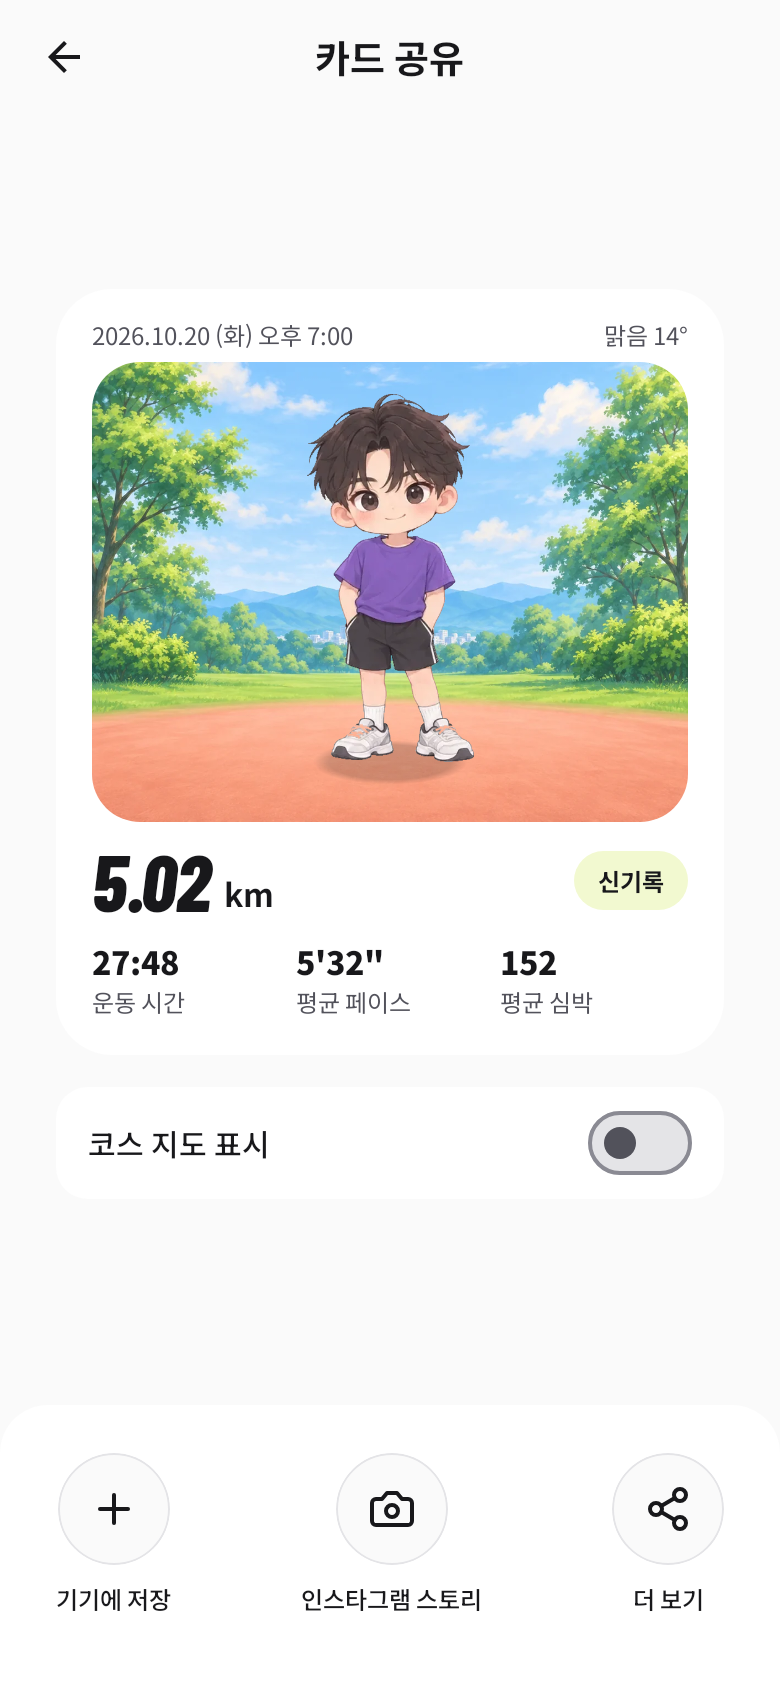 카드 공유
2026.10.20 (화) 오후 7:00
맑음 14°
5.02 km
신기록
27:48
5'32"
152
운동 시간
평균 페이스
평균 심박
코스 지도 표시
기기에 저장
인스타그램 스토리
더 보기